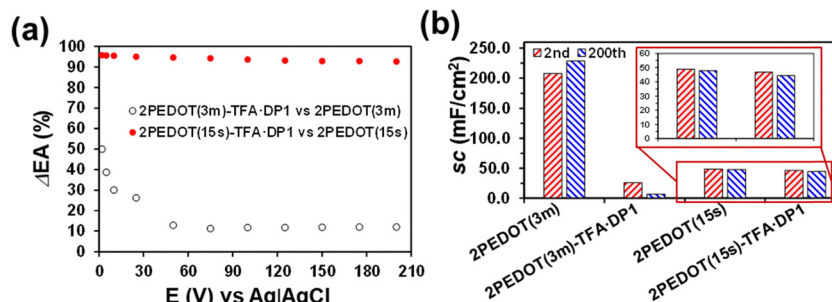 (a)
100
90
80
70
60
50
40
30
20
10
0
ΔEA (%)
2PEDOT(3m)-TFA·DP1 vs 2PEDOT(3m)
2PEDOT(15s)-TFA·DP1 vs 2PEDOT(15s)
0 30 60 90 120 150 180 210
E (V) vs Ag|AgCl
(b)
250.0
200.0
150.0
100.0
50.0
0.0
sc (mF/cm²)
2nd 200th
60
50
40
30
20
10
0
2PEDOT(3m)
2PEDOT(3m)-TFA·DP1
2PEDOT(15s)
2PEDOT(15s)-TFA·DP1